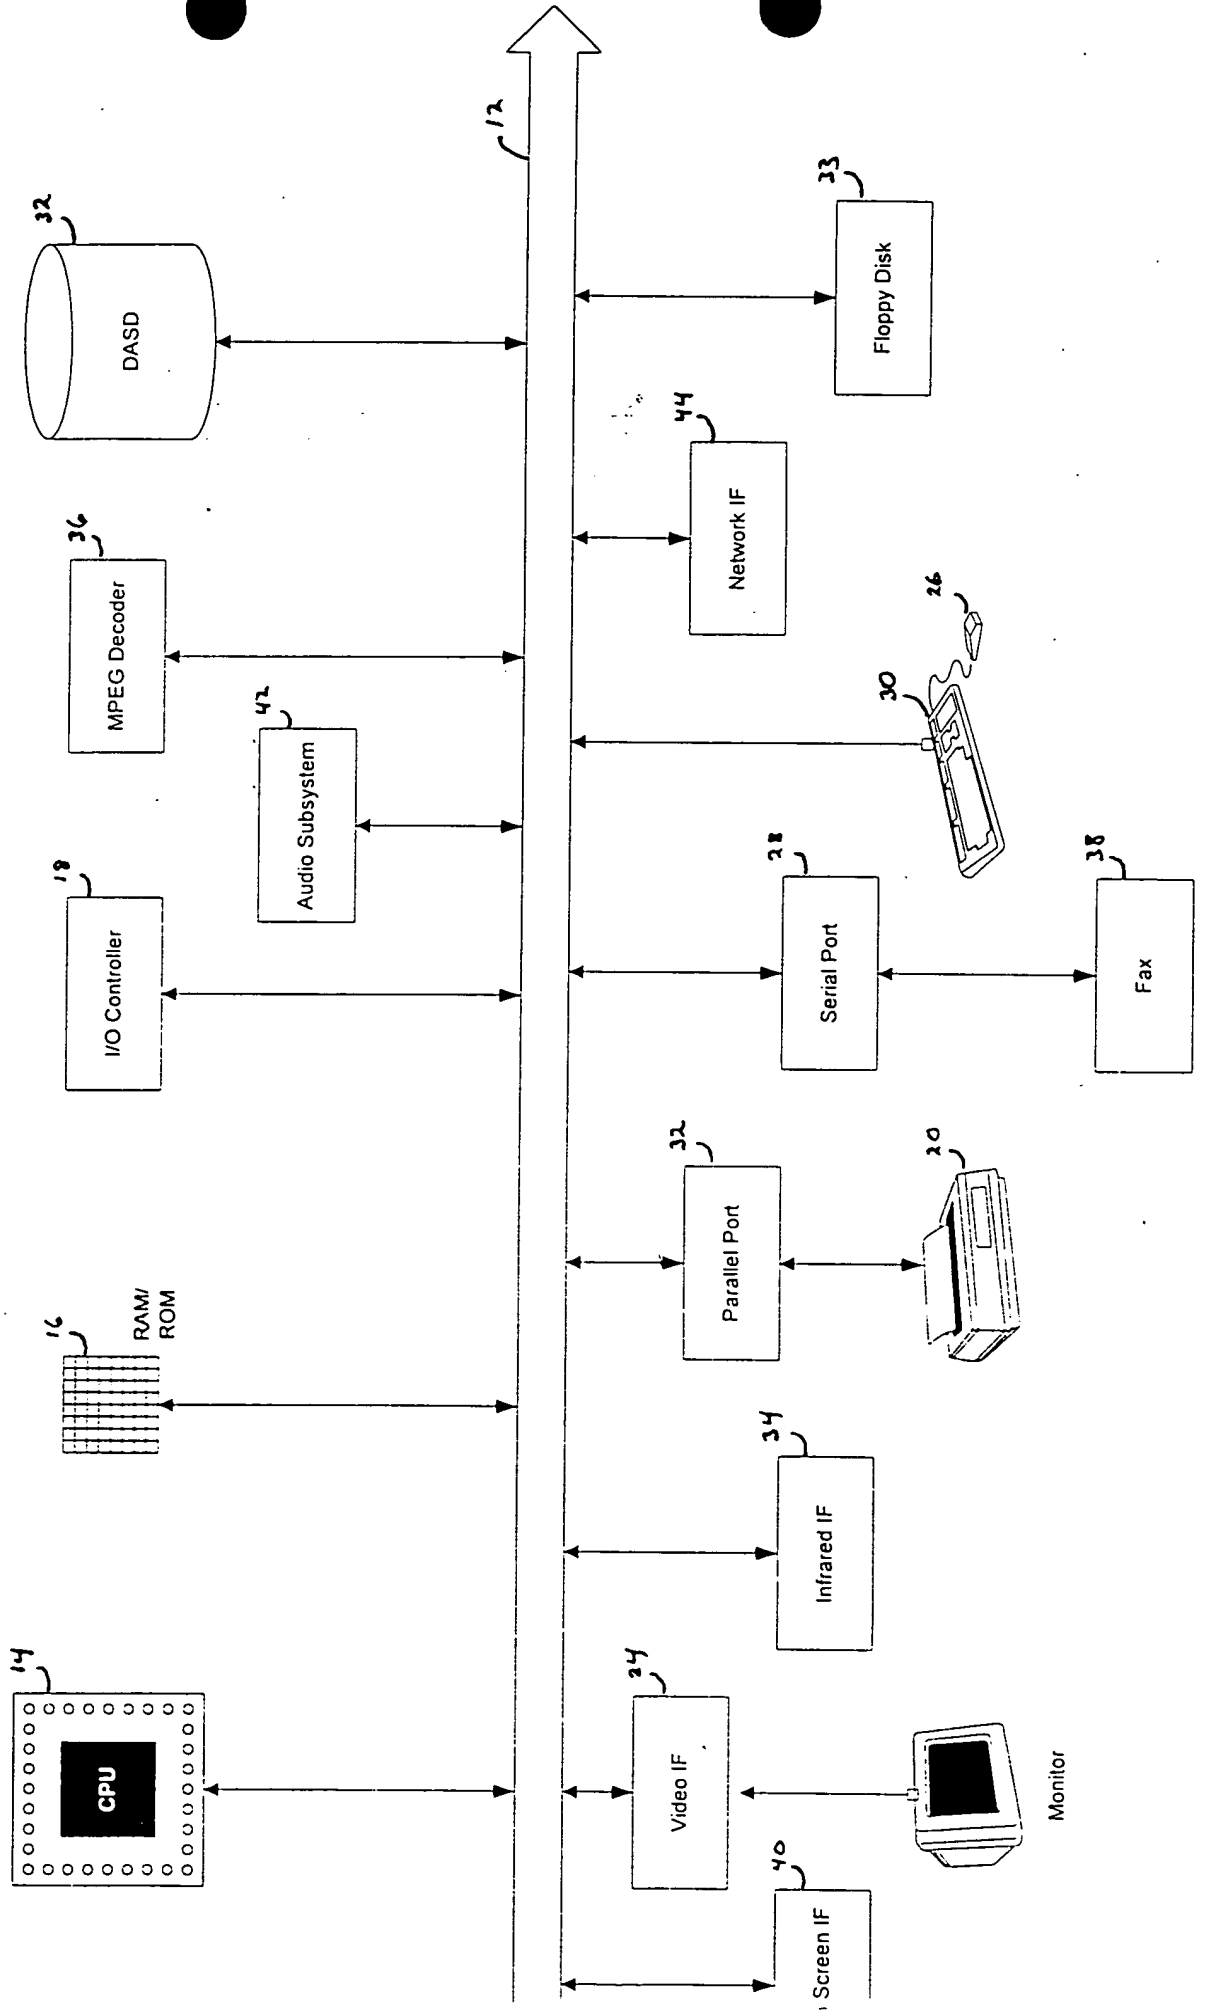 14
CPU
16
RAM/
ROM
18
I/O Controller
42
Audio Subsystem
36
MPEG Decoder
32
DASD
12
40
Screen IF
24
Video IF
Monitor
34
Infrared IF
32
Parallel Port
20
28
Serial Port
38
Fax
30
26
44
Network IF
33
Floppy Disk